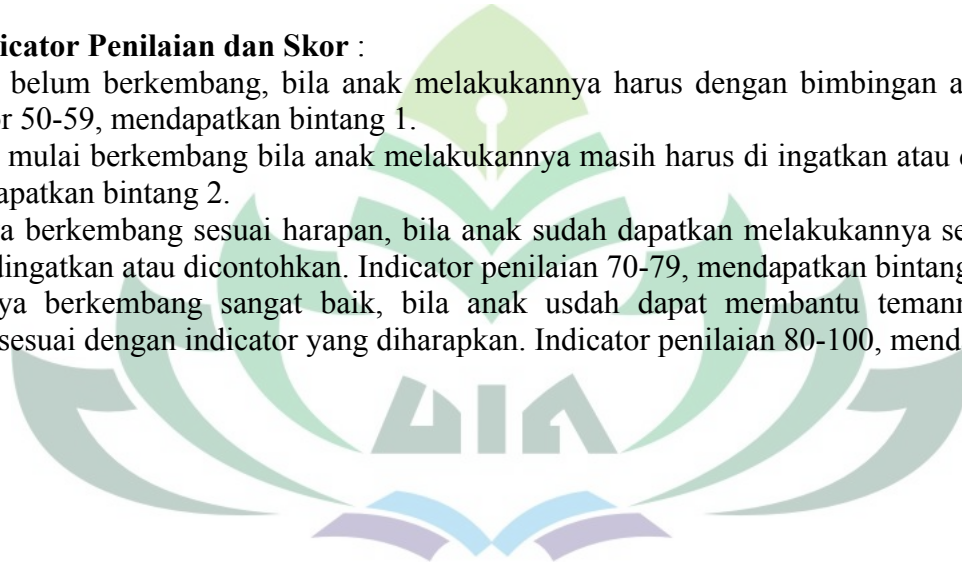 icator Penilaian dan Skor :
belum berkembang, bila anak melakukannya harus dengan bimbingan a
or 50-59, mendapatkan bintang 1.
mulai berkembang bila anak melakukannya masih harus di ingatkan atau
apatkan bintang 2.
a berkembang sesuai harapan, bila anak sudah dapatkan melakukannya se
dingatkan atau dicontohkan. Indicator penilaian 70-79, mendapatkan bintang
ya berkembang sangat baik, bila anak usdah dapat membantu temann
sesuai dengan indicator yang diharapkan. Indicator penilaian 80-100, mend
UIN